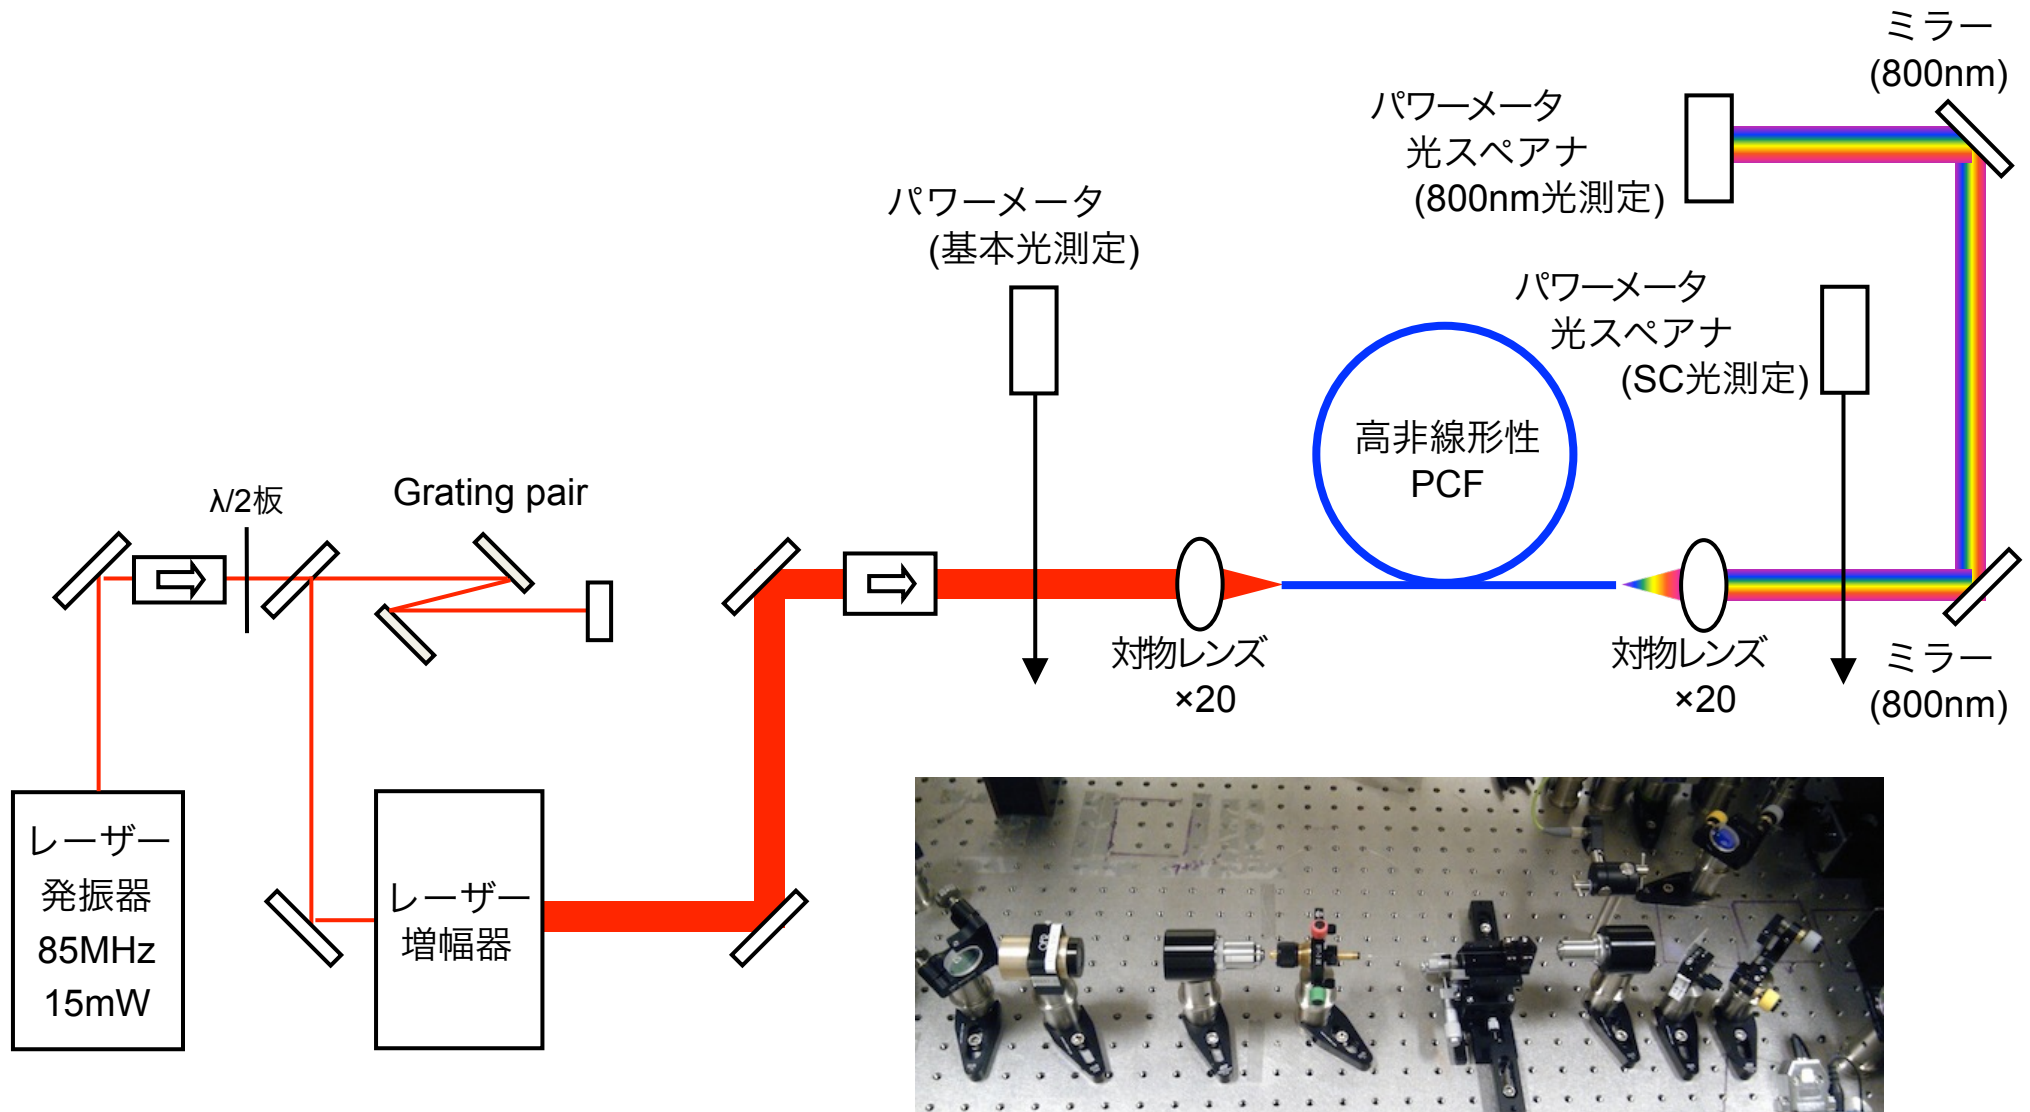 ミラー
(800nm)
パワーメータ
光スペアナ
(800nm光測定)
パワーメータ
(基本光測定)
パワーメータ
光スペアナ
(SC光測定)
高非線形性
PCF
λ/2板
Grating pair
対物レンズ
×20
対物レンズ
×20
ミラー
(800nm)
レーザー
発振器
85MHz
15mW
レーザー
増幅器